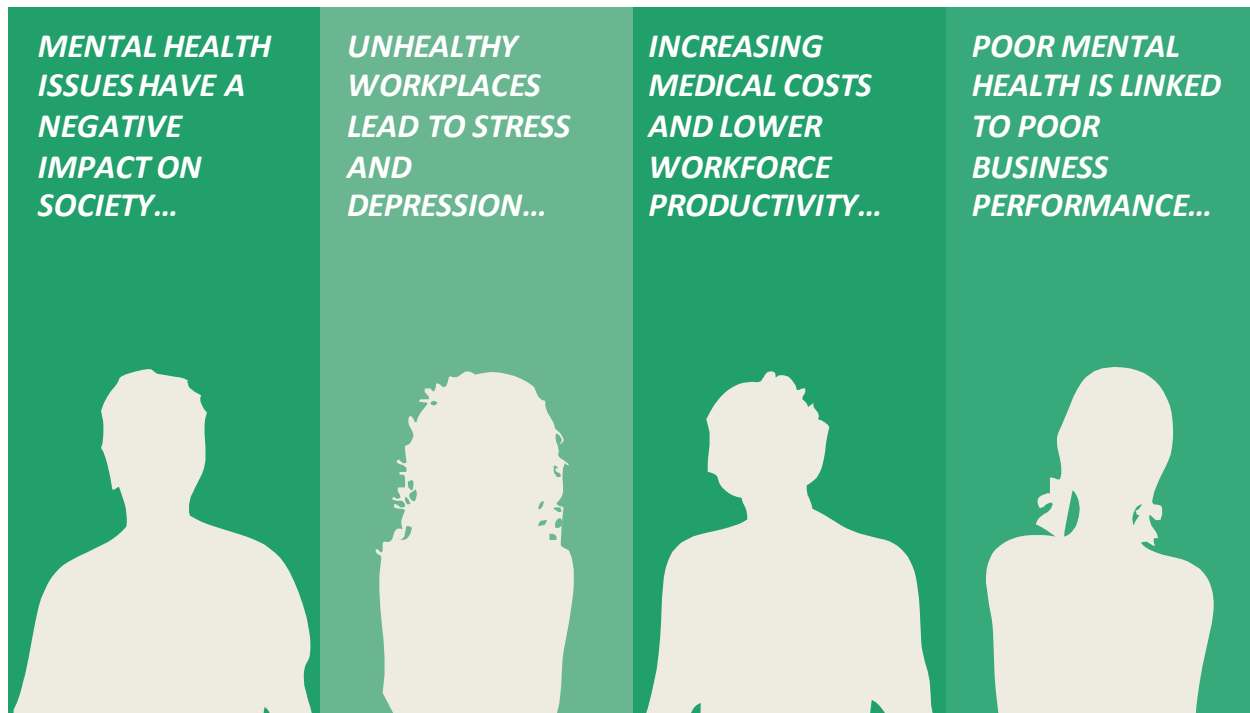 MENTAL HEALTH
ISSUES HAVE A
NEGATIVE
IMPACT ON
SOCIETY…
UNHEALTHY
WORKPLACES
LEAD TO STRESS
AND
DEPRESSION…
INCREASING
MEDICAL COSTS
AND LOWER
WORKFORCE
PRODUCTIVITY…
POOR MENTAL
HEALTH IS LINKED
TO POOR
BUSINESS
PERFORMANCE…